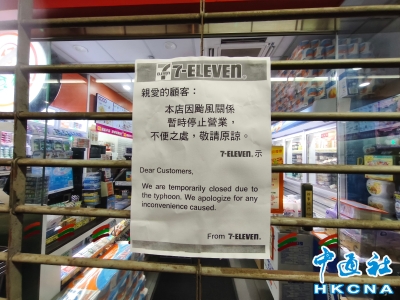 7-ELEVEN
親愛的顧客：
本店因颱風關係
暫時停止營業，
不便之處，敬請原諒。
7-ELEVEN. 示
Dear Customers,
We are temporarily closed due to
the typhoon. We apologize for any
inconvenience caused.
From 7-ELEVEN.
中通社
HKCNA